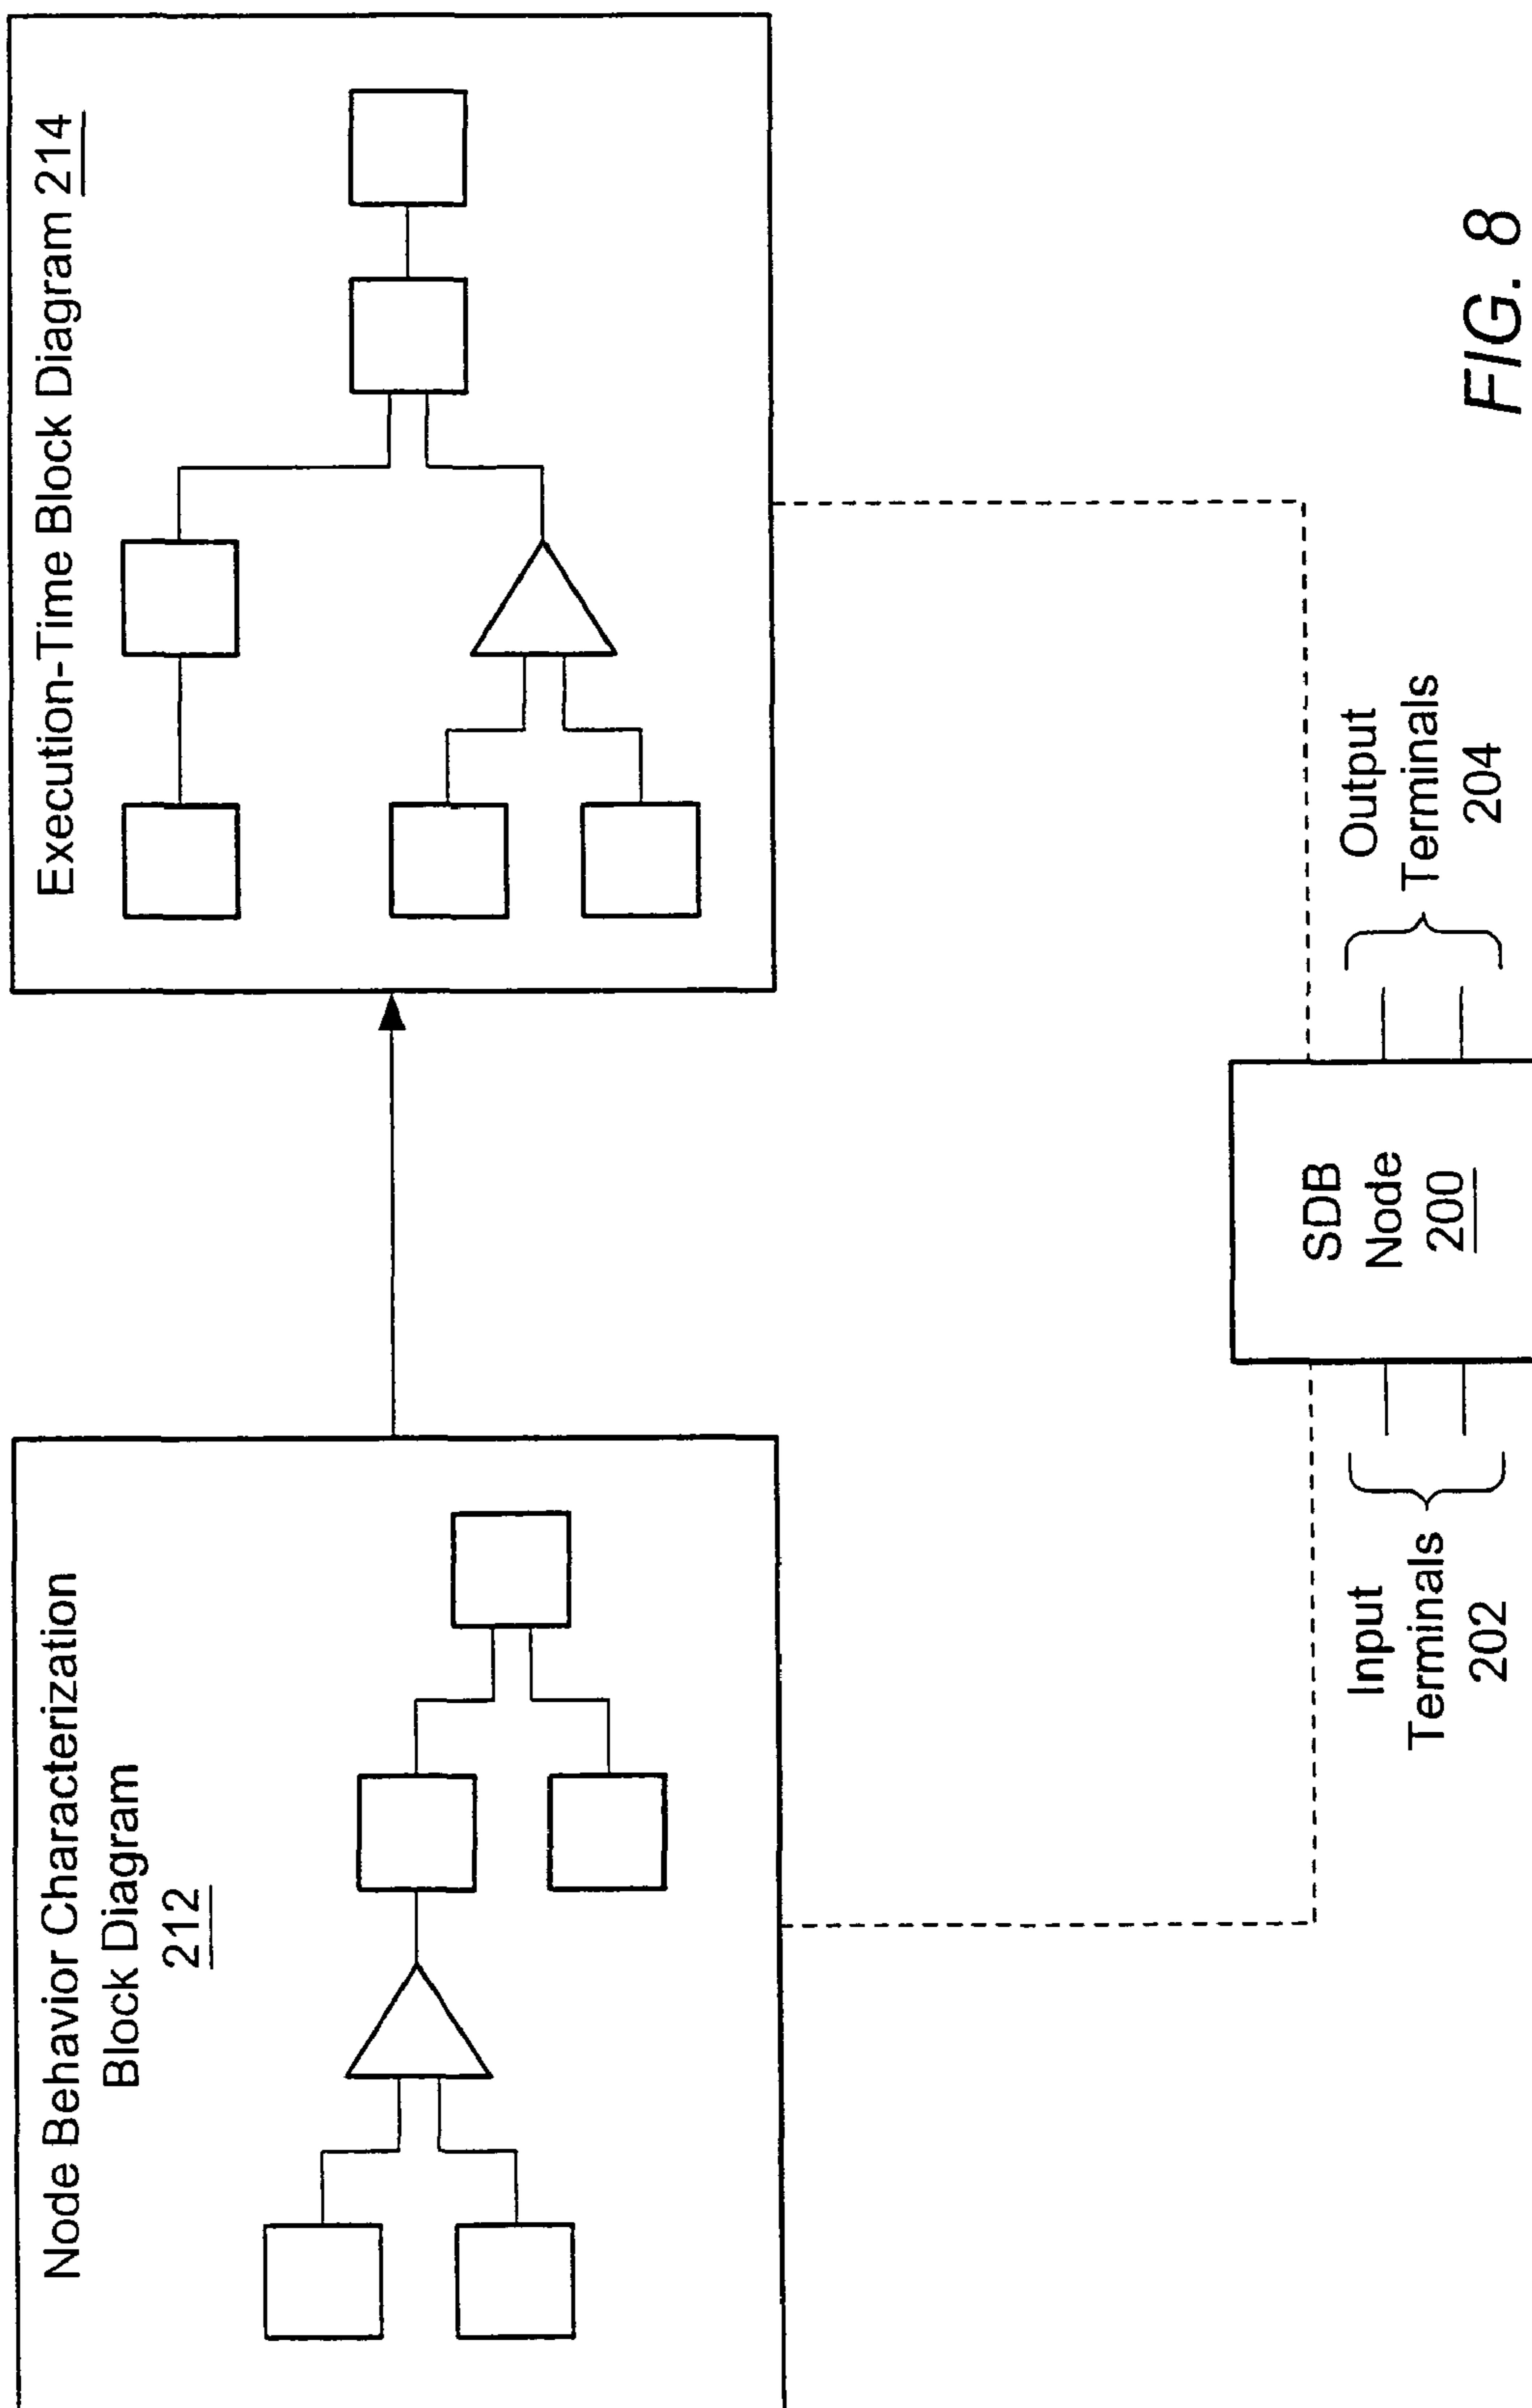 Node Behavior Characterization
Block Diagram
212
Execution-Time Block Diagram 214
Input
Terminals
202
SDB
Node
200
Output
Terminals
204
FIG. 8